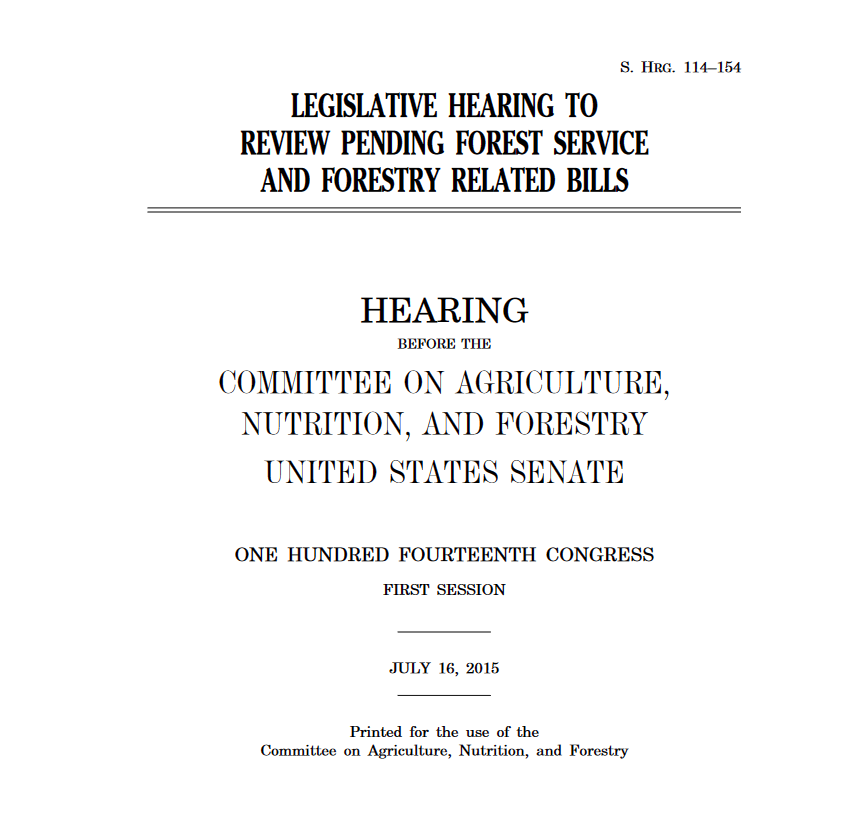 S. HRG. 114–154
LEGISLATIVE HEARING TO
REVIEW PENDING FOREST SERVICE
AND FORESTRY RELATED BILLS
HEARING
BEFORE THE
COMMITTEE ON AGRICULTURE,
NUTRITION, AND FORESTRY
UNITED STATES SENATE
ONE HUNDRED FOURTEENTH CONGRESS
FIRST SESSION
JULY 16, 2015
Printed for the use of the
Committee on Agriculture, Nutrition, and Forestry